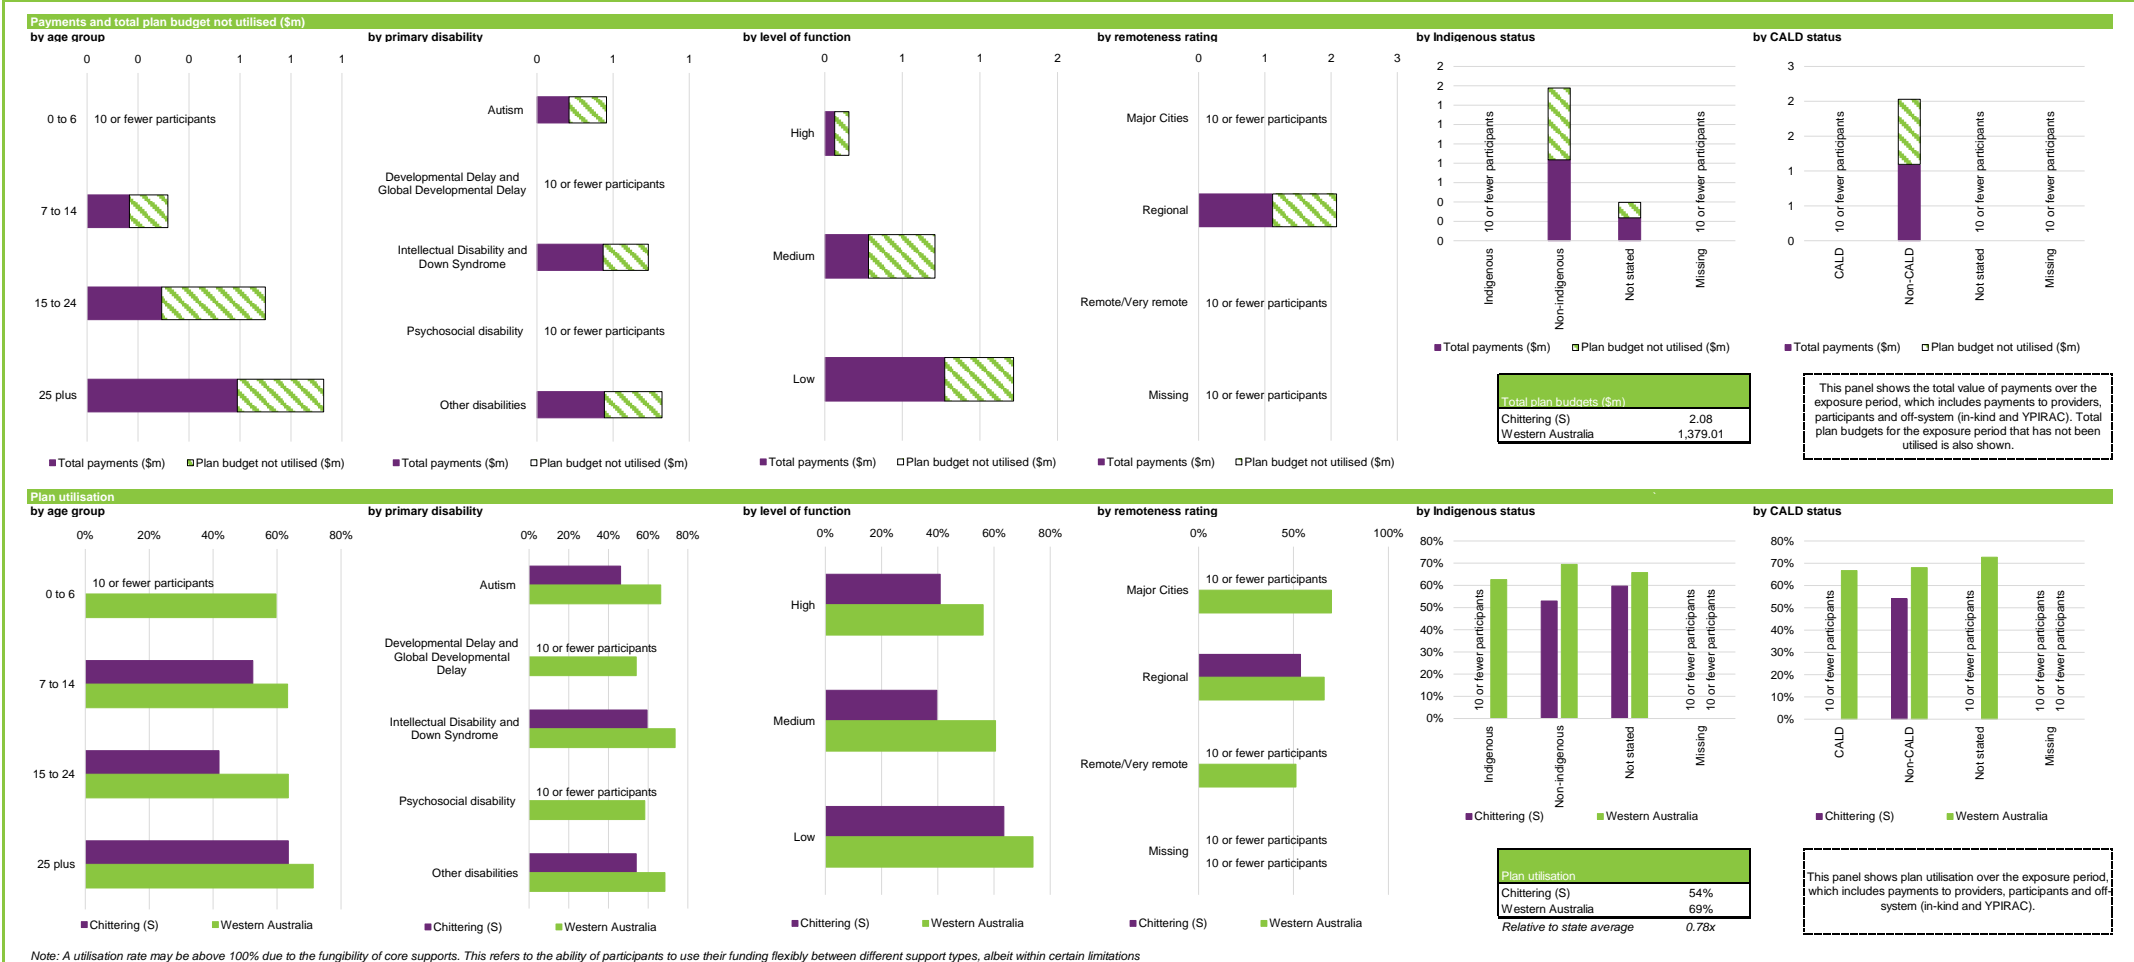 Payments and total plan budget not utilised ($m)
by age group
0 0 0 1 1 1
0 to 6
10 or fewer participants
7 to 14
15 to 24
25 plus
Total payments ($m) Plan budget not utilised ($m)
by primary disability
0 1 1
Autism
Developmental Delay and
Global Developmental Delay
10 or fewer participants
Intellectual Disability and
Down Syndrome
Psychosocial disability
10 or fewer participants
Other disabilities
Total payments ($m) Plan budget not utilised ($m)
by level of function
0 1 1 2
High
Medium
Low
Total payments ($m) Plan budget not utilised ($m)
by remoteness rating
0 1 2 3
Major Cities
10 or fewer participants
Regional
Remote/Very remote
10 or fewer participants
Missing
10 or fewer participants
Total payments ($m) Plan budget not utilised ($m)
by Indigenous status
2
2
1
1
1
1
1
0
0
0
10 or fewer participants
10 or fewer participants
Indigenous
Non-indigenous
Not stated
Missing
Total payments ($m) Plan budget not utilised ($m)
Total plan budgets ($m)
Chittering (S) 2.08
Western Australia 1,379.01
by CALD status
3
2
2
1
1
0
10 or fewer participants
10 or fewer participants
10 or fewer participants
CALD
Non-CALD
Not stated
Missing
Total payments ($m) Plan budget not utilised ($m)
This panel shows the total value of payments over the
exposure period, which includes payments to providers,
participants and off-system (in-kind and YPIRAC). Total
plan budgets for the exposure period that has not been
utilised is also shown.
Plan utilisation
by age group
0% 20% 40% 60% 80%
0 to 6
10 or fewer participants
7 to 14
15 to 24
25 plus
Chittering (S) Western Australia
by primary disability
0% 20% 40% 60% 80%
Autism
Developmental Delay and
Global Developmental
Delay
10 or fewer participants
Intellectual Disability and
Down Syndrome
Psychosocial disability
10 or fewer participants
Other disabilities
Chittering (S) Western Australia
by level of function
0% 20% 40% 60% 80%
High
Medium
Low
Chittering (S) Western Australia
by remoteness rating
0% 50% 100%
Major Cities
10 or fewer participants
Regional
Remote/Very remote
10 or fewer participants
Missing
10 or fewer participants
10 or fewer participants
Chittering (S) Western Australia
by Indigenous status
80%
70%
60%
50%
40%
30%
20%
10%
0%
10 or fewer participants
10 or fewer participants
10 or fewer participants
Indigenous
Non-indigenous
Not stated
Missing
Chittering (S) Western Australia
Plan utilisation
Chittering (S) 54%
Western Australia 69%
Relative to state average 0.78x
by CALD status
80%
70%
60%
50%
40%
30%
20%
10%
0%
10 or fewer participants
10 or fewer participants
10 or fewer participants
10 or fewer participants
CALD
Non-CALD
Not stated
Missing
Chittering (S) Western Australia
This panel shows plan utilisation over the exposure period,
which includes payments to providers, participants and off-
system (in-kind and YPIRAC).
Note: A utilisation rate may be above 100% due to the fungibility of core supports. This refers to the ability of participants to use their funding flexibly between different support types, albeit within certain limitations